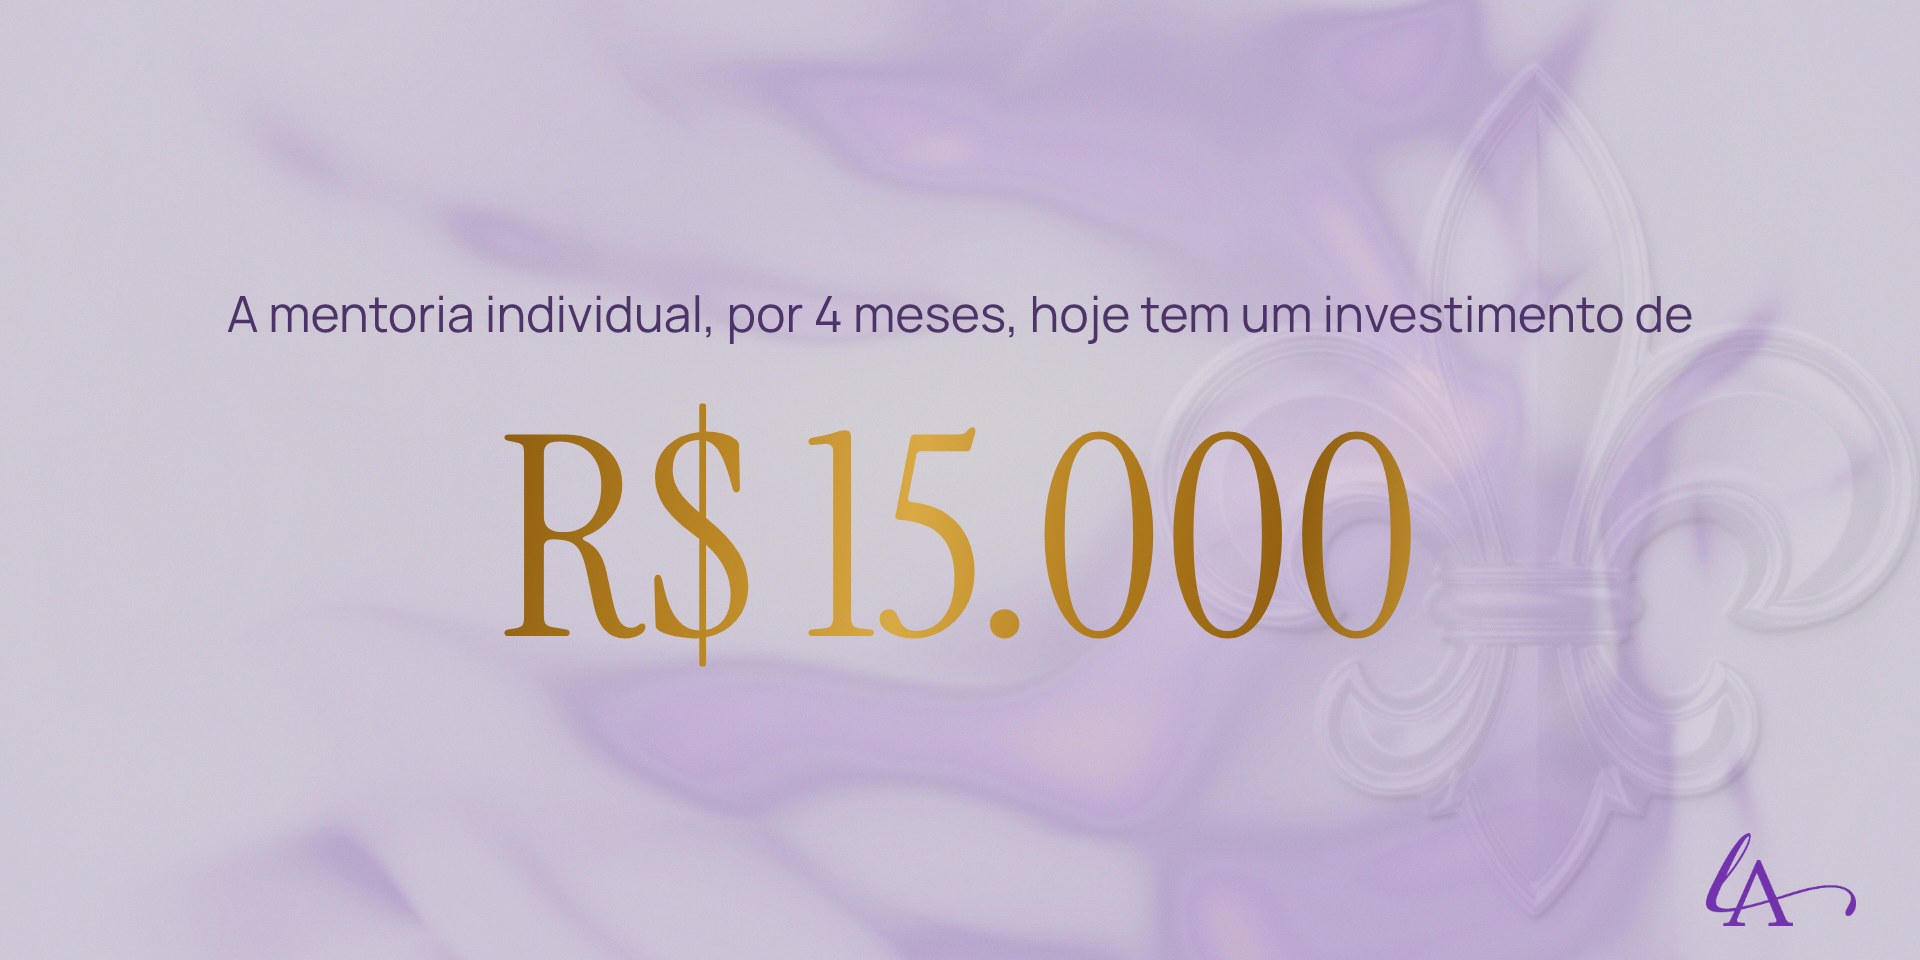 A mentoria individual, por 4 meses, hoje tem um investimento de
R$ 15.000
lA